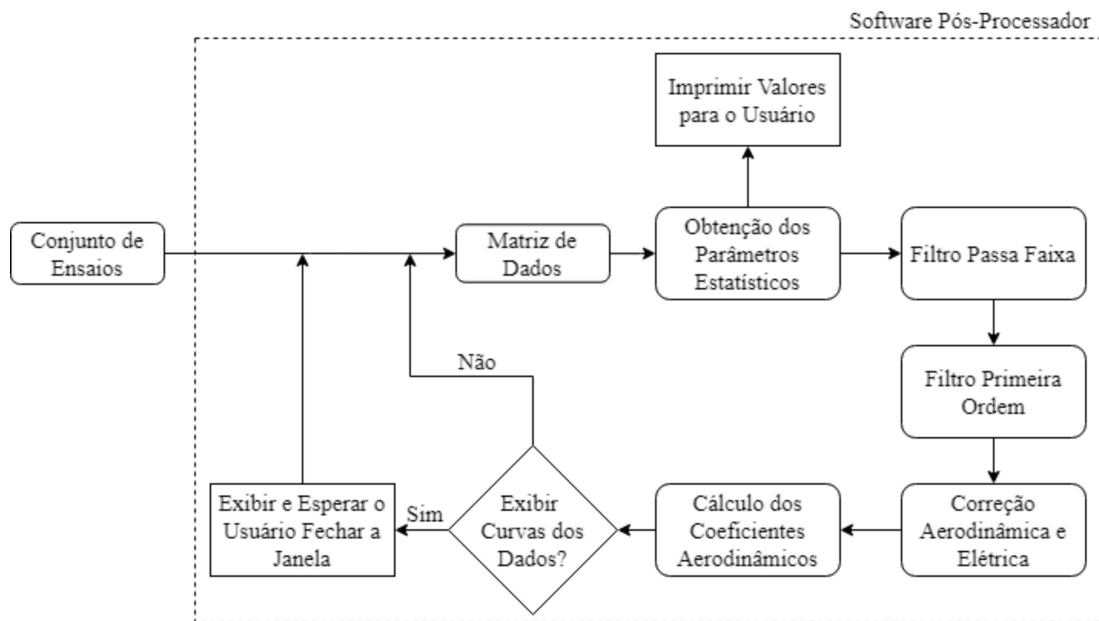 Software Pós-Processador
Imprimir Valores
para o Usuário
Conjunto de
Ensaios
Matriz de
Dados
Obtenção dos
Parâmetros
Estatísticos
Filtro Passa Faixa
Não
Filtro Primeira
Ordem
Exibir e Esperar o
Usuário Fechar a
Janela
Sim
Exibir
Curvas dos
Dados?
Cálculo dos
Coeficientes
Aerodinâmicos
Correção
Aerodinâmica e
Elétrica